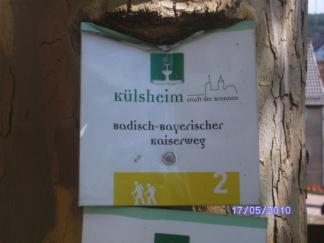 Külsheim
stadt der Brunnen
Badisch-Bayerischer
Kaiserweg
2
17/05/2010